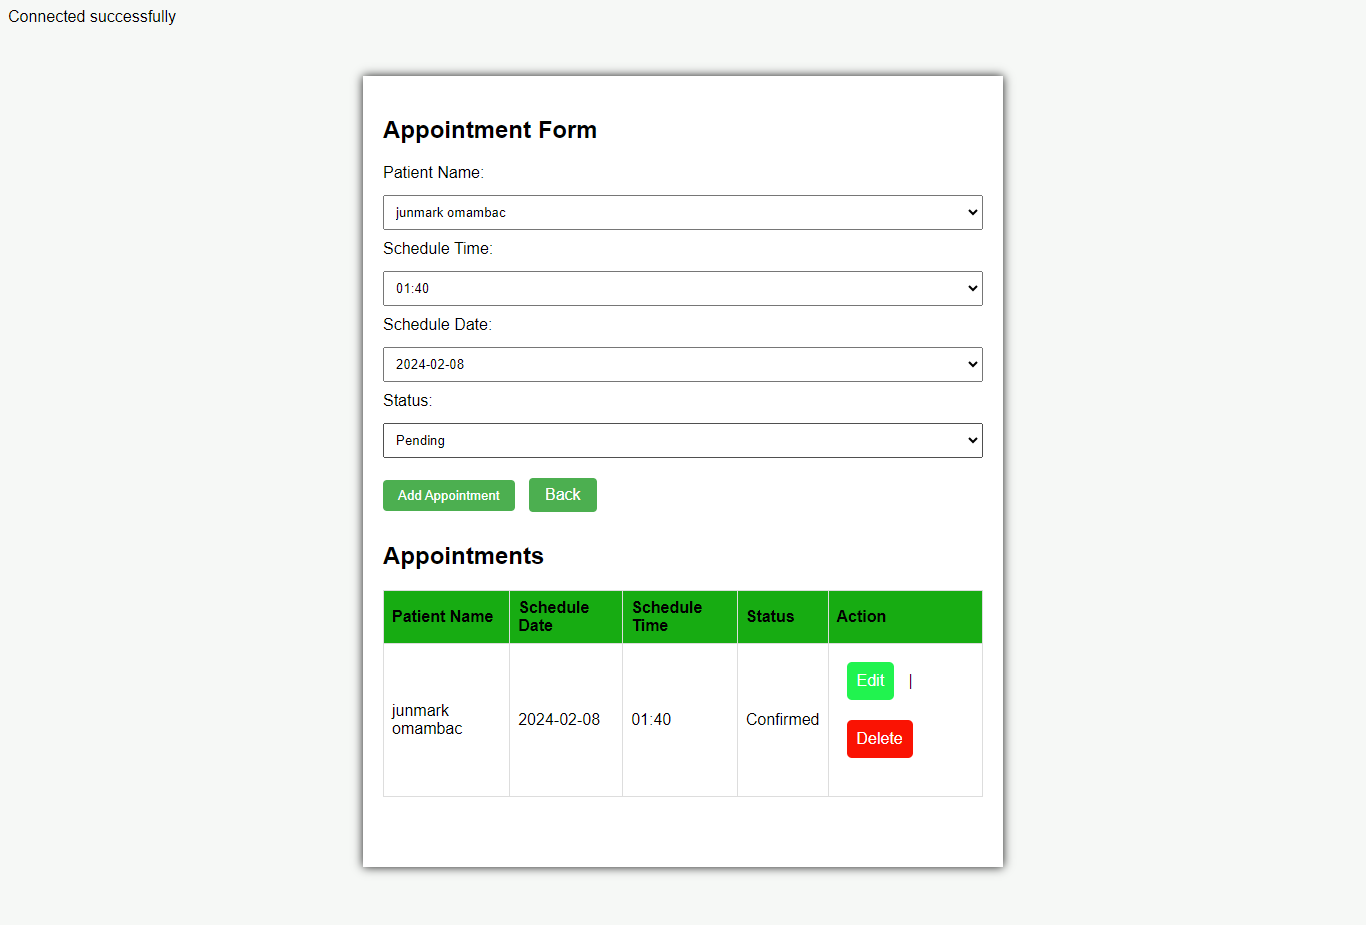 Connected successfully
Appointment Form
Patient Name:
junmark omambac
Schedule Time:
01:40
Schedule Date:
2024-02-08
Status:
Pending
Add Appointment Back
Appointments
Patient Name Schedule Date Schedule Time Status Action
junmark omambac 2024-02-08 01:40 Confirmed Edit |
Delete